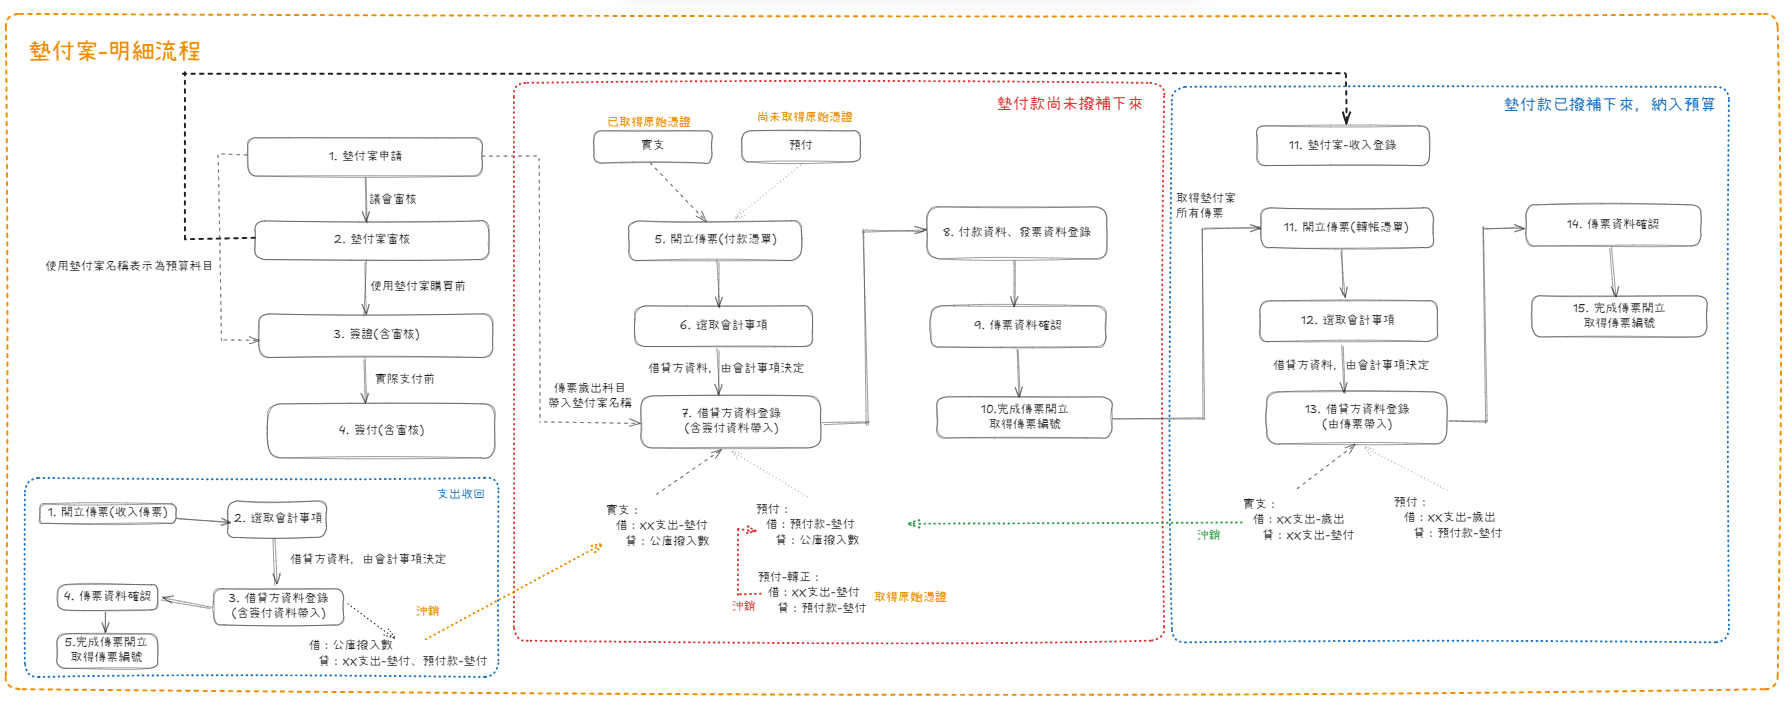 墊付案-明細流程
1. 墊付案申請
議會審核
2. 墊付案審核
使用墊付案名稱表示為預算科目
使用墊付案購買前
3. 簽證(含審核)
實際支付前
4. 簽付(含審核)
支出收回
1. 開立傳票(收入傳票)
2. 選取會計事項
借貸方資料，由會計事項決定
3. 借貸方資料登錄
(含簽付資料帶入)
4. 傳票資料確認
5.完成傳票開立
取得傳票編號
借：公庫撥入數
貸：xx支出-墊付、預付款-墊付
沖銷
墊付款尚未撥補下來
已取得原始憑證
實支
尚未取得原始憑證
預付
5. 開立傳票(付款憑單)
6. 選取會計事項
借貸方資料，由會計事項決定
傳票歲出科目
帶入墊付案名稱
7. 借貸方資料登錄
(含簽付資料帶入)
8. 付款資料、發票資料登錄
9. 傳票資料確認
10.完成傳票開立
取得傳票編號
實支：
借：xx支出-墊付
貸：公庫撥入數
預付：
借：預付款-墊付
貸：公庫撥入數
預付-轉正：
借：xx支出-墊付
貸：預付款-墊付
沖銷
取得原始憑證
墊付款已撥補下來，納入預算
11. 墊付案-收入登錄
取得墊付案
所有傳票
11. 開立傳票(轉帳憑單)
12. 選取會計事項
借貸方資料，由會計事項決定
13. 借貸方資料登錄
(由傳票帶入)
14. 傳票資料確認
15. 完成傳票開立
取得傳票編號
沖銷
實支：
借：xx支出-歲出
貸：xx支出-墊付
預付：
借：xx支出-歲出
貸：預付款-墊付